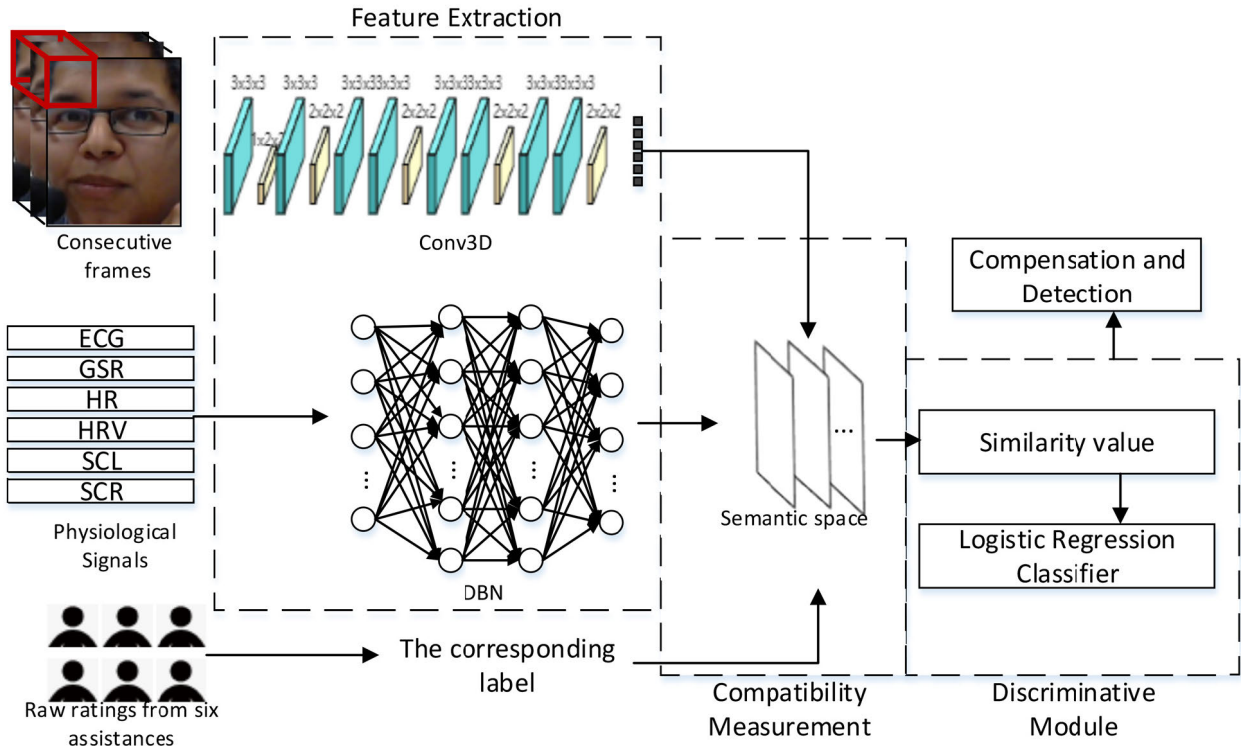 Feature Extraction
3x3x3
3x3x3
3x3x33x3x3
3x3x33x3x3
3x3x33x3x3
1x2x2
2x2x2
2x2x2
2x2x2
2x2x2
Conv3D
Consecutive
frames
ECG
GSR
HR
HRV
SCL
SCR
Physiological
Signals
...
...
...
...
DBN
...
Semantic space
Compensation and
Detection
Similarity value
Logistic Regression
Classifier
Raw ratings from six
assistances
The corresponding
label
Compatibility
Measurement
Discriminative
Module